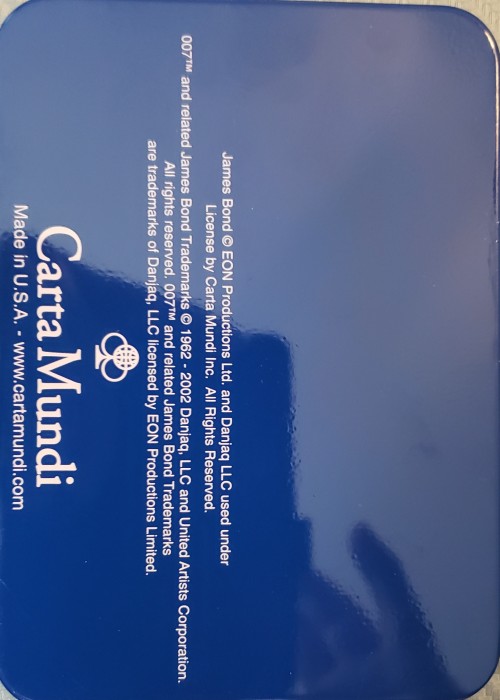 James Bond © EON Productions Ltd. and Danjaq LLC used under
License by Carta Mundi Inc. All Rights Reserved.
007™ and related James Bond Trademarks © 1962 - 2002 Danjaq, LLC and United Artists Corporation.
All rights reserved. 007™ and related James Bond Trademarks
are trademarks of Danjaq, LLC licensed by EON Productions Limited.
Carta Mundi
Made in U.S.A. - www.cartamundi.com